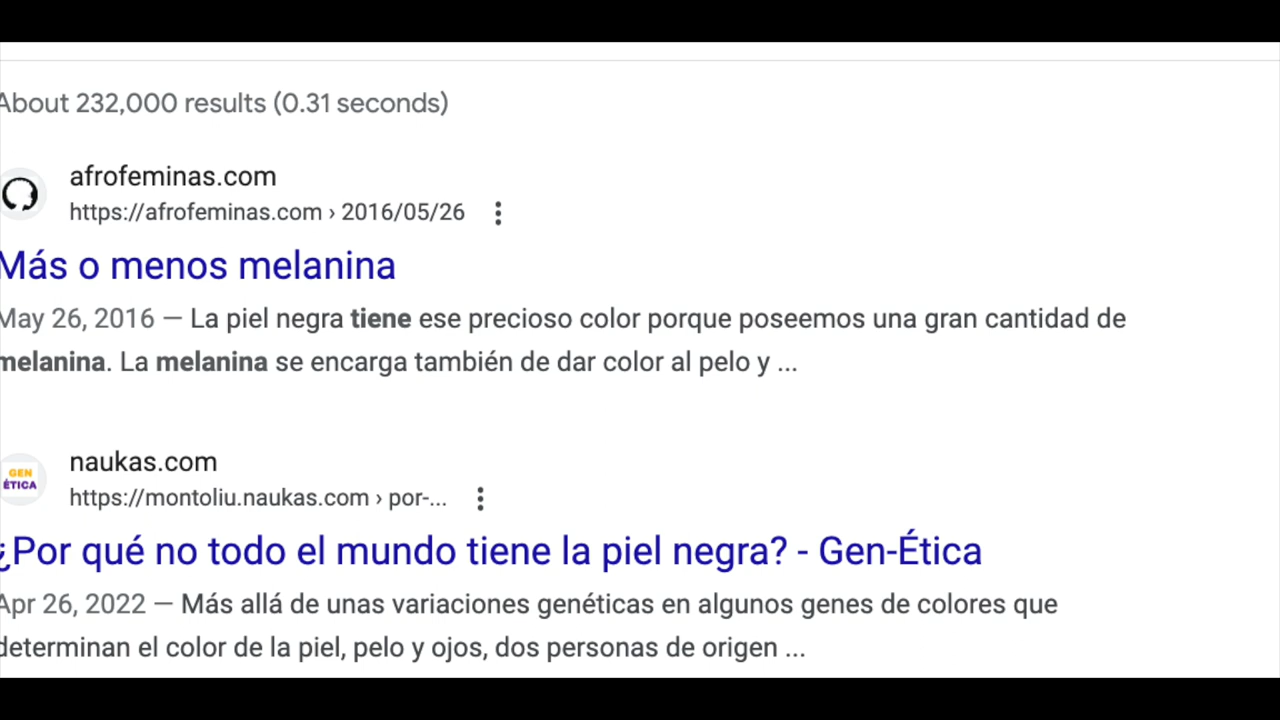 About 232,000 results (0.31 seconds)
afrofeminas.com
https://afrofeminas.com › 2016/05/26
Más o menos melanina
May 26, 2016 — La piel negra tiene ese precioso color porque poseemos una gran cantidad de
melanina. La melanina se encarga también de dar color al pelo y ...
GEN
ÉTICA
naukas.com
https://montoliu.naukas.com › por-...
¿Por qué no todo el mundo tiene la piel negra? - Gen-Ética
Apr 26, 2022 — Más allá de unas variaciones genéticas en algunos genes de colores que
determinan el color de la piel, pelo y ojos, dos personas de origen ...